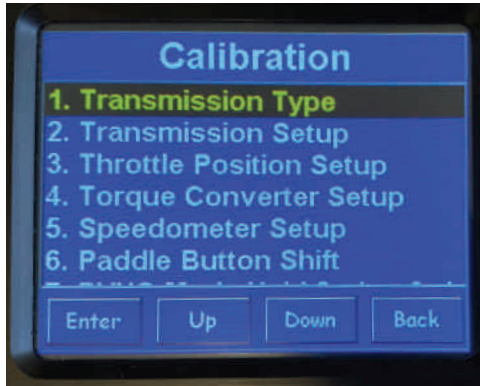 Calibration
1. Transmission Type
2. Transmission Setup
3. Throttle Position Setup
4. Torque Converter Setup
5. Speedometer Setup
6. Paddle Button Shift
Enter Up Down Back